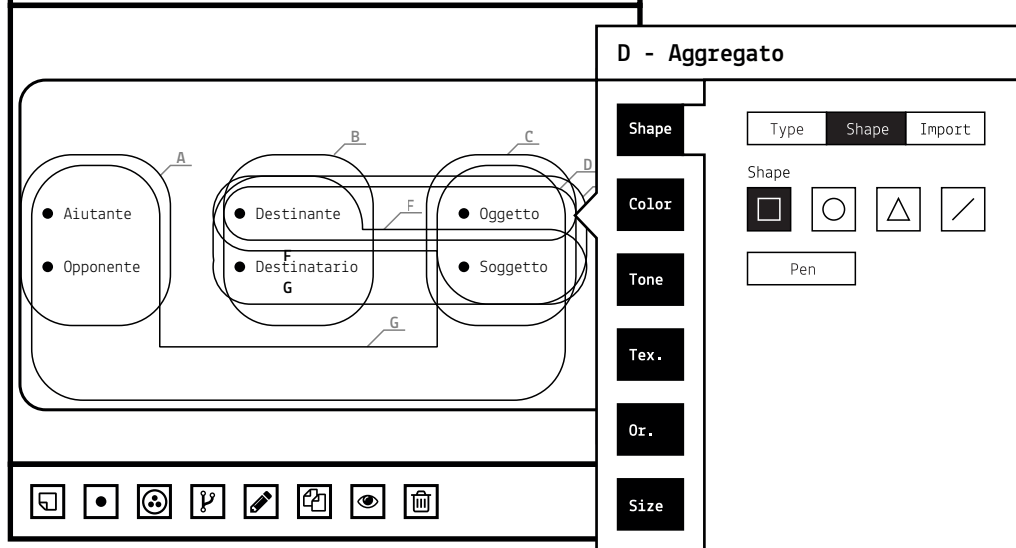 D - Aggregato
A
B
C
D
F
Aiutante
Destinante
Oggetto
F
Opponente
Destinatario
Soggetto
G
G
Shape
Color
Tone
Tex.
Or.
Size
Type Shape Import
Shape
Pen